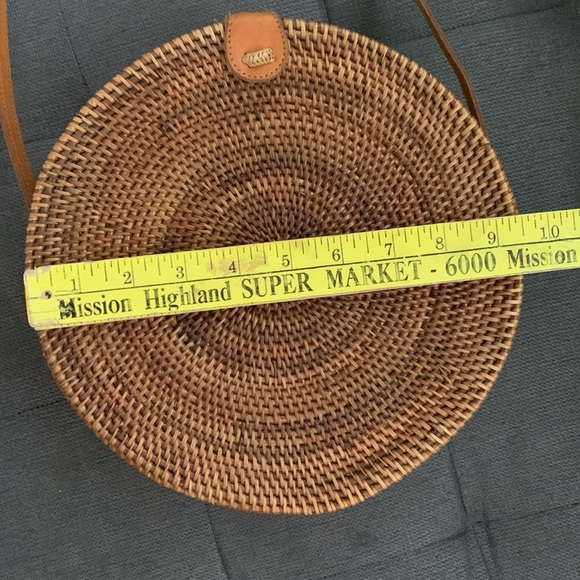 1 2 3 4 5 6 7 8 9 10
Mission Highland SUPER MARKET - 6000 Mission